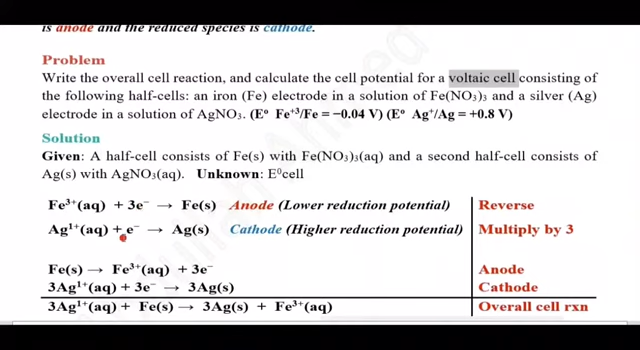 is anode and the reduced species is cathode.
Problem
Write the overall cell reaction, and calculate the cell potential for a voltaic cell consisting of
the following half-cells: an iron (Fe) electrode in a solution of Fe(NO₃)₃ and a silver (Ag)
electrode in a solution of AgNO₃. (E° Fe⁺³/Fe = −0.04 V) (E° Ag⁺/Ag = +0.8 V)
Solution
Given: A half-cell consists of Fe(s) with Fe(NO₃)₃(aq) and a second half-cell consists of
Ag(s) with AgNO₃(aq). Unknown: E⁰cell
Fe³⁺(aq) + 3e⁻ → Fe(s) Anode (Lower reduction potential) Reverse
Ag¹⁺(aq) + e⁻ → Ag(s) Cathode (Higher reduction potential) Multiply by 3
Fe(s) → Fe³⁺(aq) + 3e⁻ Anode
3Ag¹⁺(aq) + 3e⁻ → 3Ag(s) Cathode
3Ag¹⁺(aq) + Fe(s) → 3Ag(s) + Fe³⁺(aq) Overall cell rxn